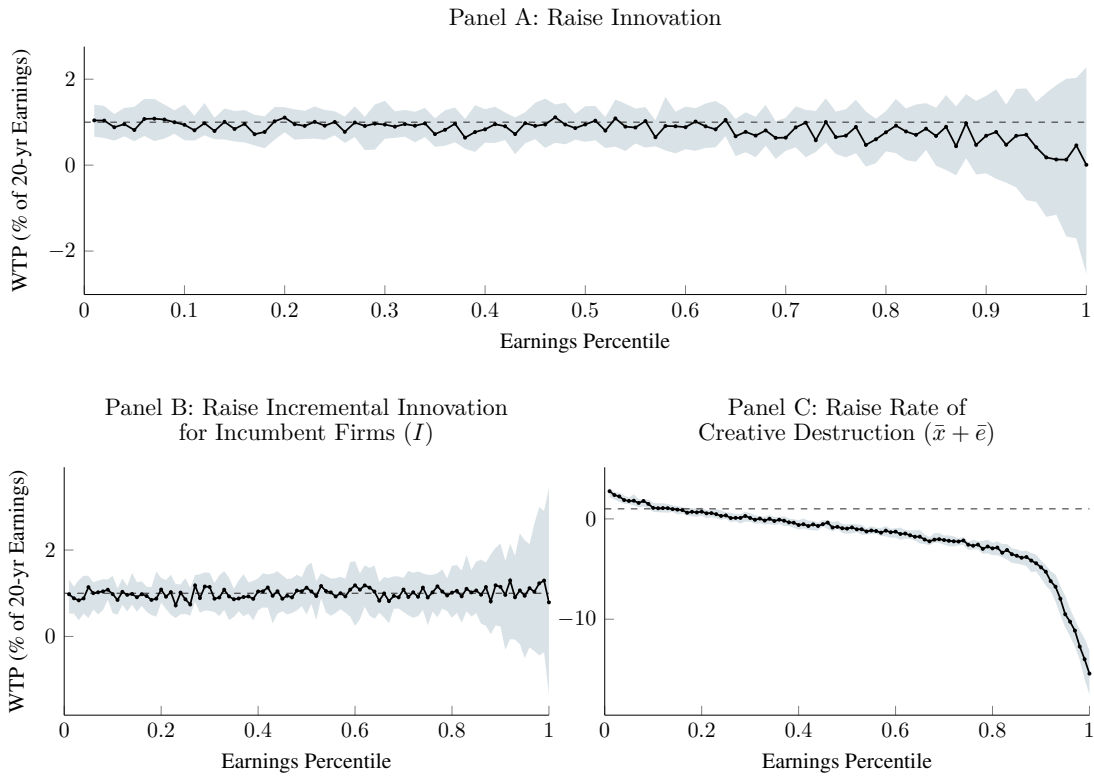 Panel A: Raise Innovation
WTP (% of 20-yr Earnings)
2
0
−2
0 0.1 0.2 0.3 0.4 0.5 0.6 0.7 0.8 0.9 1
Earnings Percentile
Panel B: Raise Incremental Innovation
for Incumbent Firms (I)
WTP (% of 20-yr Earnings)
2
0
0 0.2 0.4 0.6 0.8 1
Earnings Percentile
Panel C: Raise Rate of
Creative Destruction (x̄ + ē)
0
−10
0 0.2 0.4 0.6 0.8 1
Earnings Percentile